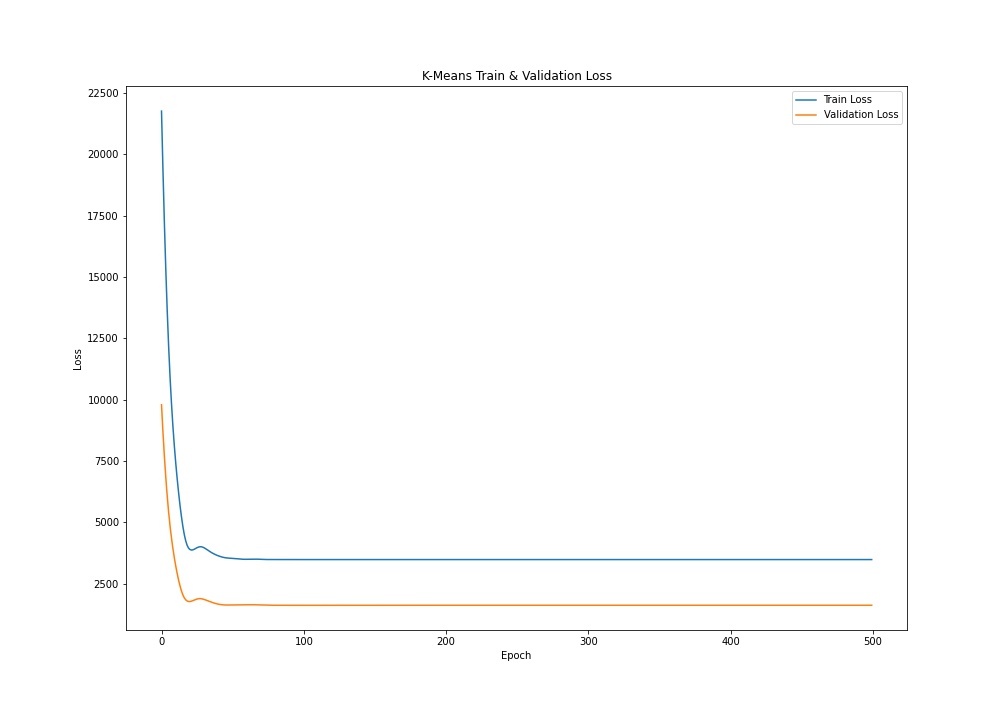 K-Means Train & Validation Loss
22500
20000
17500
15000
12500
10000
7500
5000
2500
Loss
Train Loss
Validation Loss
0 100 200 300 400 500
Epoch